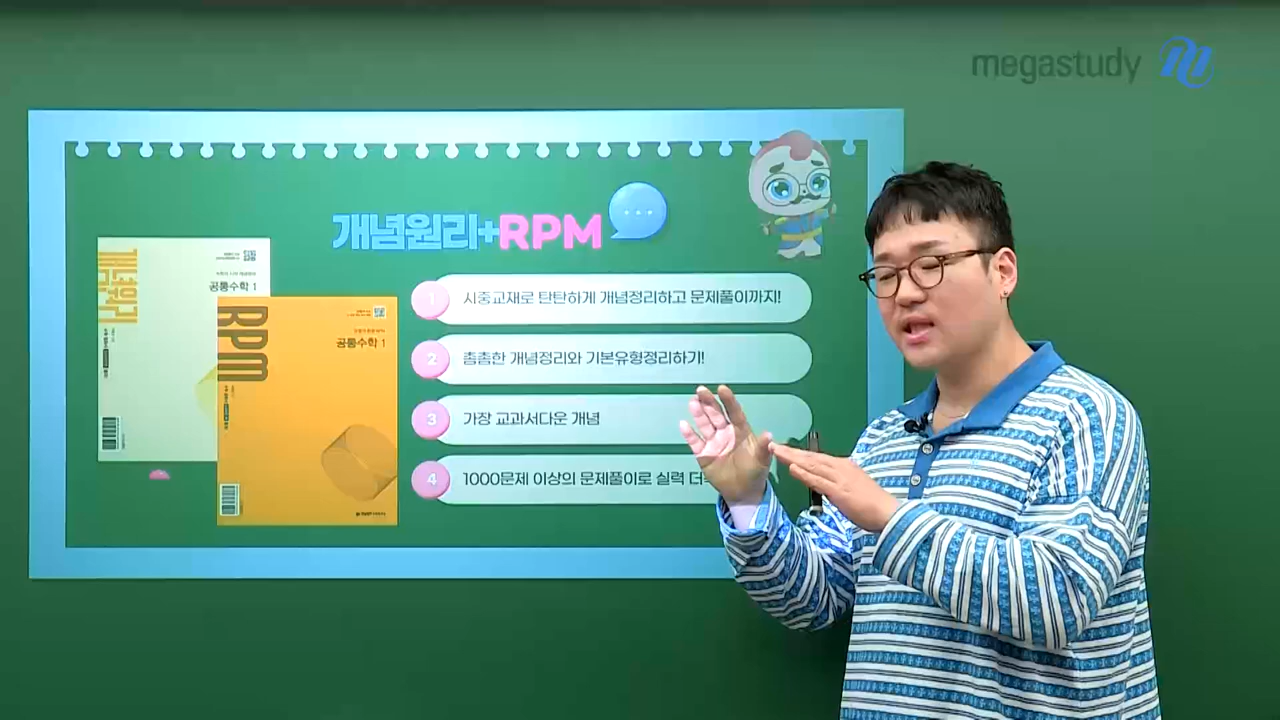 megastudy
개념원리+RPM
개념원리
공통수학 1
RPM
공통수학 1
1 시중교재로 탄탄하게 개념정리하고 문제풀이까지!
2 촘촘한 개념정리와 기본유형정리하기!
3 가장 교과서다운 개념
4 1000문제 이상의 문제풀이로 실력